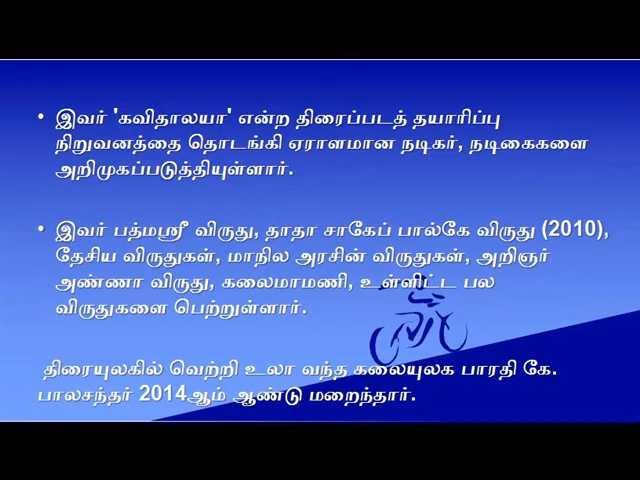 • இவர் 'கவிதாலயா' என்ற திரைப்படத் தயாரிப்பு
நிறுவனத்தை தொடங்கி ஏராளமான நடிகர், நடிகைகளை
அறிமுகப்படுத்தியுள்ளார்.
• இவர் பத்மஸ்ரீ விருது, தாதா சாகேப் பால்கே விருது (2010),
தேசிய விருதுகள், மாநில அரசின் விருதுகள், அறிஞர்
அண்ணா விருது, கலைமாமணி, உள்ளிட்ட பல
விருதுகளை பெற்றுள்ளார்.
திரையுலகில் வெற்றி உலா வந்த கலையுலக பாரதி கே.
பாலசந்தர் 2014ஆம் ஆண்டு மறைந்தார்.